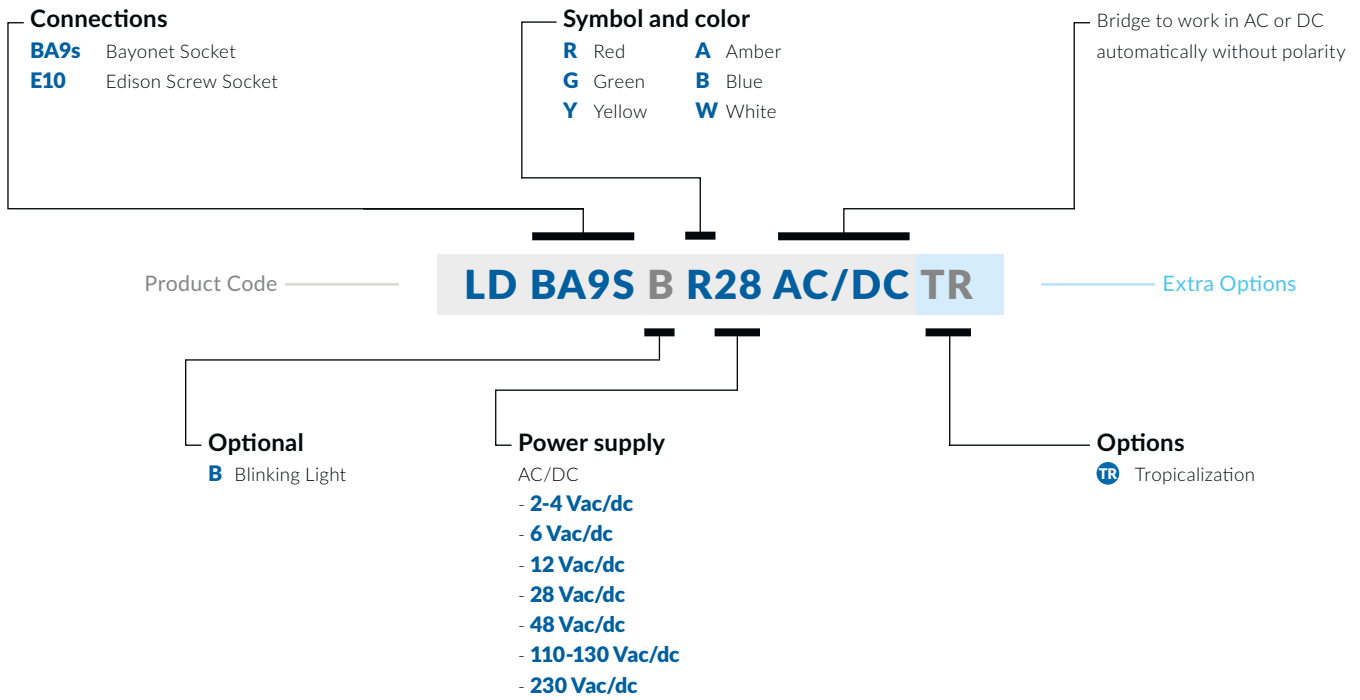 Connections
BA9s Bayonet Socket
E10 Edison Screw Socket
Symbol and color
R Red A Amber
G Green B Blue
Y Yellow W White
Bridge to work in AC or DC
automatically without polarity
Product Code
LD BA9S B R28 AC/DC TR
Extra Options
Optional
B Blinking Light
Power supply
AC/DC
- 2-4 Vac/dc
- 6 Vac/dc
- 12 Vac/dc
- 28 Vac/dc
- 48 Vac/dc
- 110-130 Vac/dc
- 230 Vac/dc
Options
TR Tropicalization